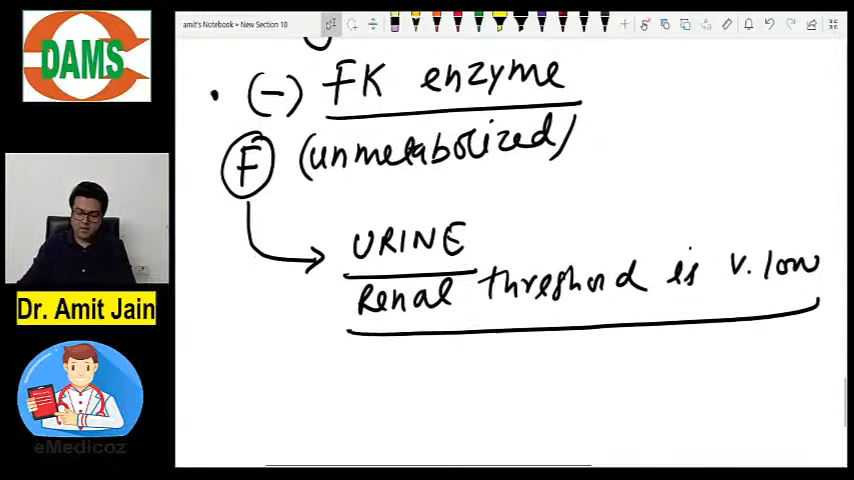 amit's Notebook > New Section 10
DAMS
• (-) FK enzyme
F (unmetabolized)
URINE
Renal threshold is v. low
Dr. Amit Jain
eMedicoz